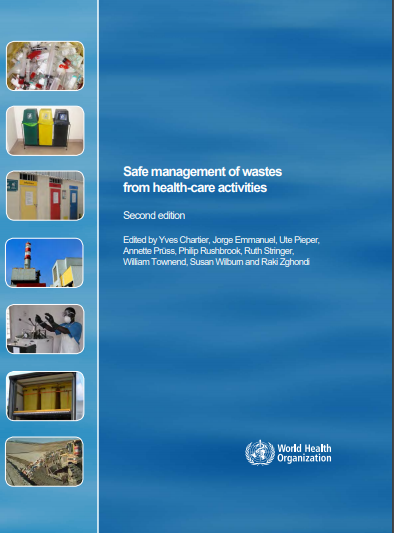 Safe management of wastes
from health-care activities
Second edition
Edited by Yves Chartier, Jorge Emmanuel, Ute Pieper,
Annette Prüss, Philip Rushbrook, Ruth Stringer,
William Townend, Susan Wilburn and Raki Zghondi
World Health
Organization